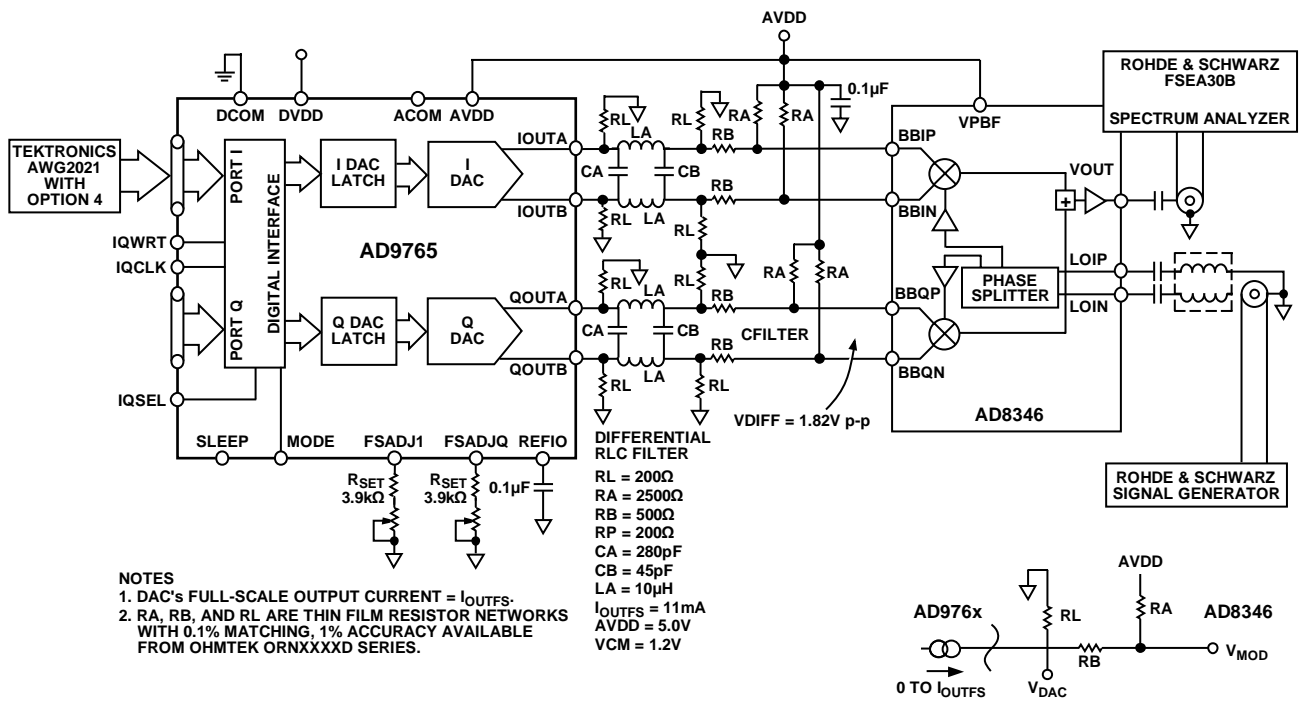 AVDD
ROHDE & SCHWARZ
FSEA30B
SPECTRUM ANALYZER
DCOM DVDD ACOM AVDD
0.1µF
VPBF
TEKTRONICS
AWG2021
WITH
OPTION 4
PORT I
DIGITAL INTERFACE
PORT Q
I DAC
LATCH
I
DAC
IOUTA
IOUTB
RL
LA
RL
RB
RA
RA
CA
CB
RL
LA
RB
RL
BBIP
BBIN
VOUT
+
AD9765
IQWRT
IQCLK
IQSEL
Q DAC
LATCH
Q
DAC
QOUTA
QOUTB
RL
LA
RL
RB
RA
RA
CA
CB
CFILTER
RL
LA
RB
RL
BBQP
BBQN
PHASE
SPLITTER
LOIP
LOIN
VDIFF = 1.82V p-p
AD8346
SLEEP MODE FSADJ1 FSADJQ REFIO
RSET
3.9kΩ
RSET
3.9kΩ
0.1µF
DIFFERENTIAL
RLC FILTER
RL = 200Ω
RA = 2500Ω
RB = 500Ω
RP = 200Ω
CA = 280pF
CB = 45pF
LA = 10µH
IOUTFS = 11mA
AVDD = 5.0V
VCM = 1.2V
ROHDE & SCHWARZ
SIGNAL GENERATOR
NOTES
1. DAC's FULL-SCALE OUTPUT CURRENT = IOUTFS.
2. RA, RB, AND RL ARE THIN FILM RESISTOR NETWORKS
WITH 0.1% MATCHING, 1% ACCURACY AVAILABLE
FROM OHMTEK ORNXXXXD SERIES.
AVDD
AD976x
RL
RA
AD8346
RB
VMOD
0 TO IOUTFS
VDAC